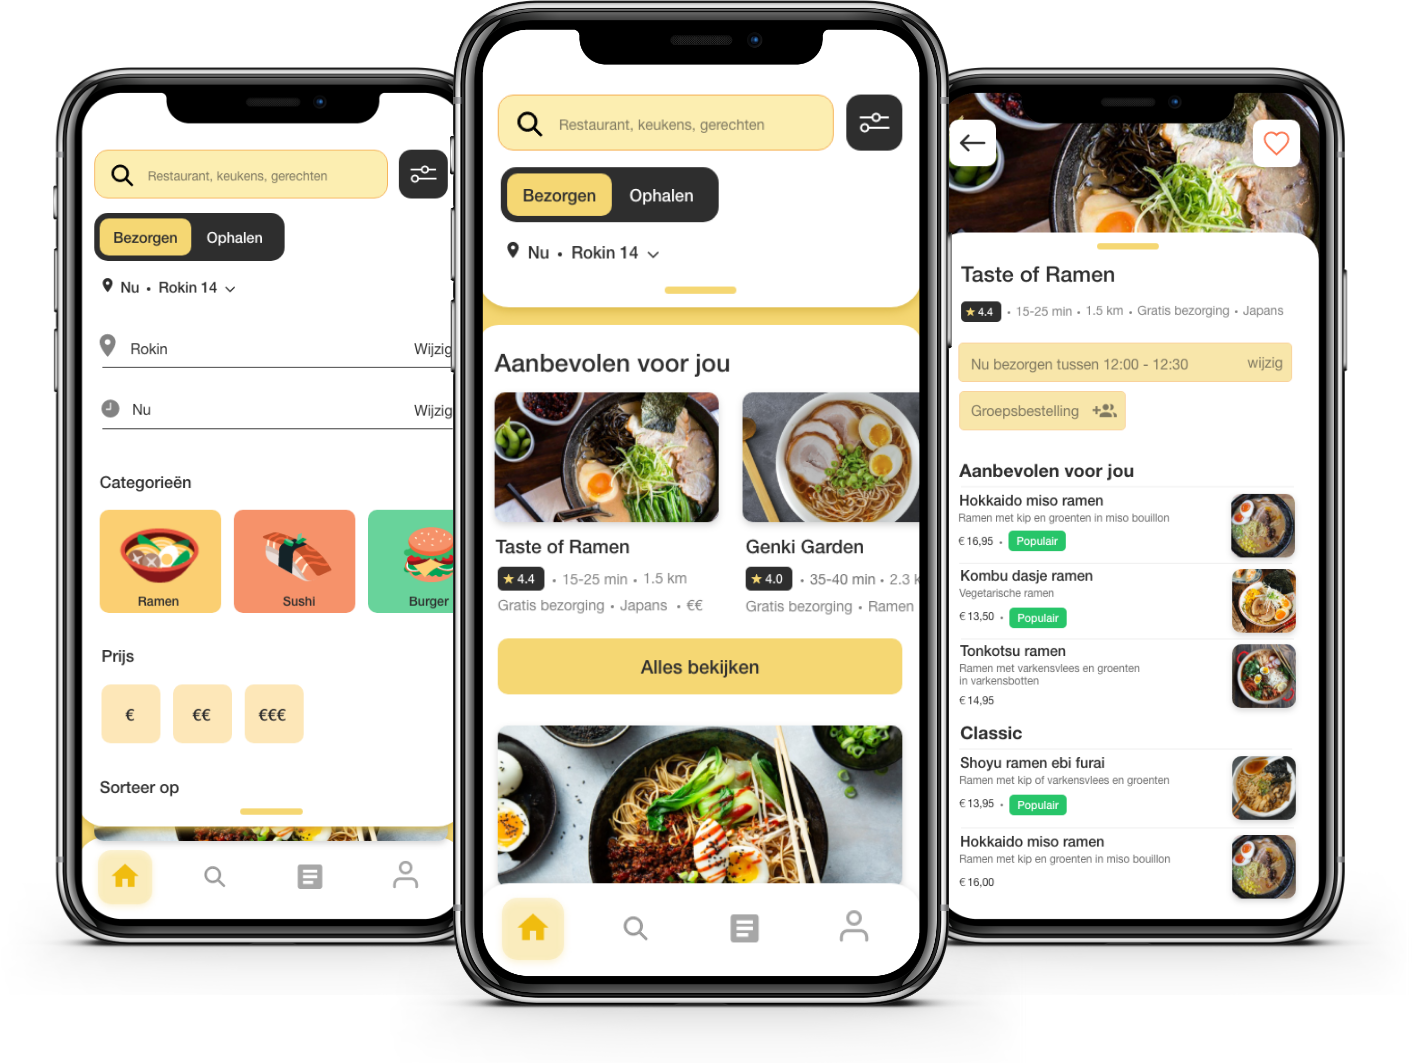 Restaurant, keukens, gerechten
Bezorgen Ophalen
Nu • Rokin 14
Rokin Wijzig
Nu Wijzig
Categorieën
Ramen Sushi Burger
Prijs
€ €€ €€€
Sorteer op
Restaurant, keukens, gerechten
Bezorgen Ophalen
Nu • Rokin 14
Aanbevolen voor jou
Taste of Ramen
4.4 • 15-25 min • 1.5 km
Gratis bezorging • Japans • €€
Genki Garden
4.0 • 35-40 min • 2.3 k
Gratis bezorging • Ramen
Alles bekijken
Taste of Ramen
4.4 • 15-25 min • 1.5 km • Gratis bezorging • Japans
Nu bezorgen tussen 12:00 - 12:30 wijzig
Groepsbestelling
Aanbevolen voor jou
Hokkaido miso ramen
Ramen met kip en groenten in miso bouillon
€ 16,95 • Populair
Kombu dasje ramen
Vegetarische ramen
€ 13,50 • Populair
Tonkotsu ramen
Ramen met varkensvlees en groenten
in varkensbotten
€ 14,95
Classic
Shoyu ramen ebi furai
Ramen met kip of varkensvlees en groenten
€ 13,95 • Populair
Hokkaido miso ramen
Ramen met kip en groenten in miso bouillon
€ 16,00